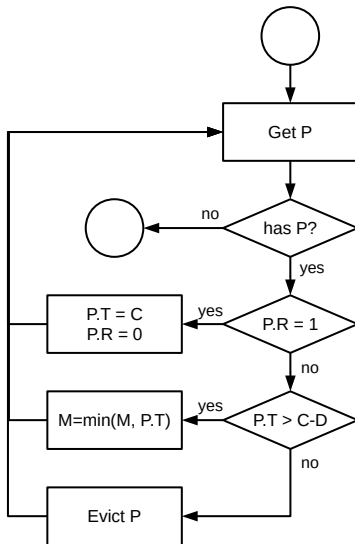 Get P
no
has P?
yes
P.T = C
P.R = 0
yes
P.R = 1
no
M=min(M, P.T)
yes
P.T > C-D
no
Evict P